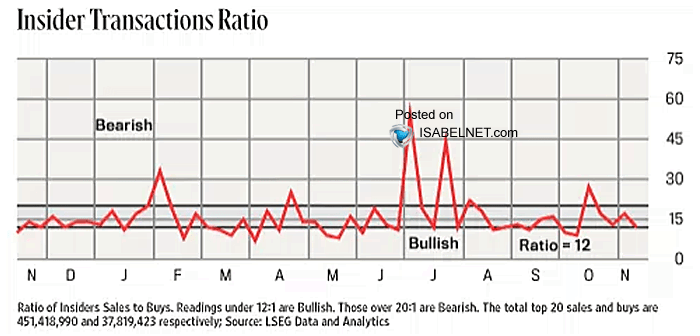 Insider Transactions Ratio
75
Posted on
60
ISABELNET.com
Bearish
45
30
15
Bullish
Ratio = 12
0
N D J F M A M J J A S O N
Ratio of Insiders Sales to Buys. Readings under 12:1 are Bullish. Those over 20:1 are Bearish. The total top 20 sales and buys are
451,418,990 and 37,819,423 respectively; Source: LSEG Data and Analytics